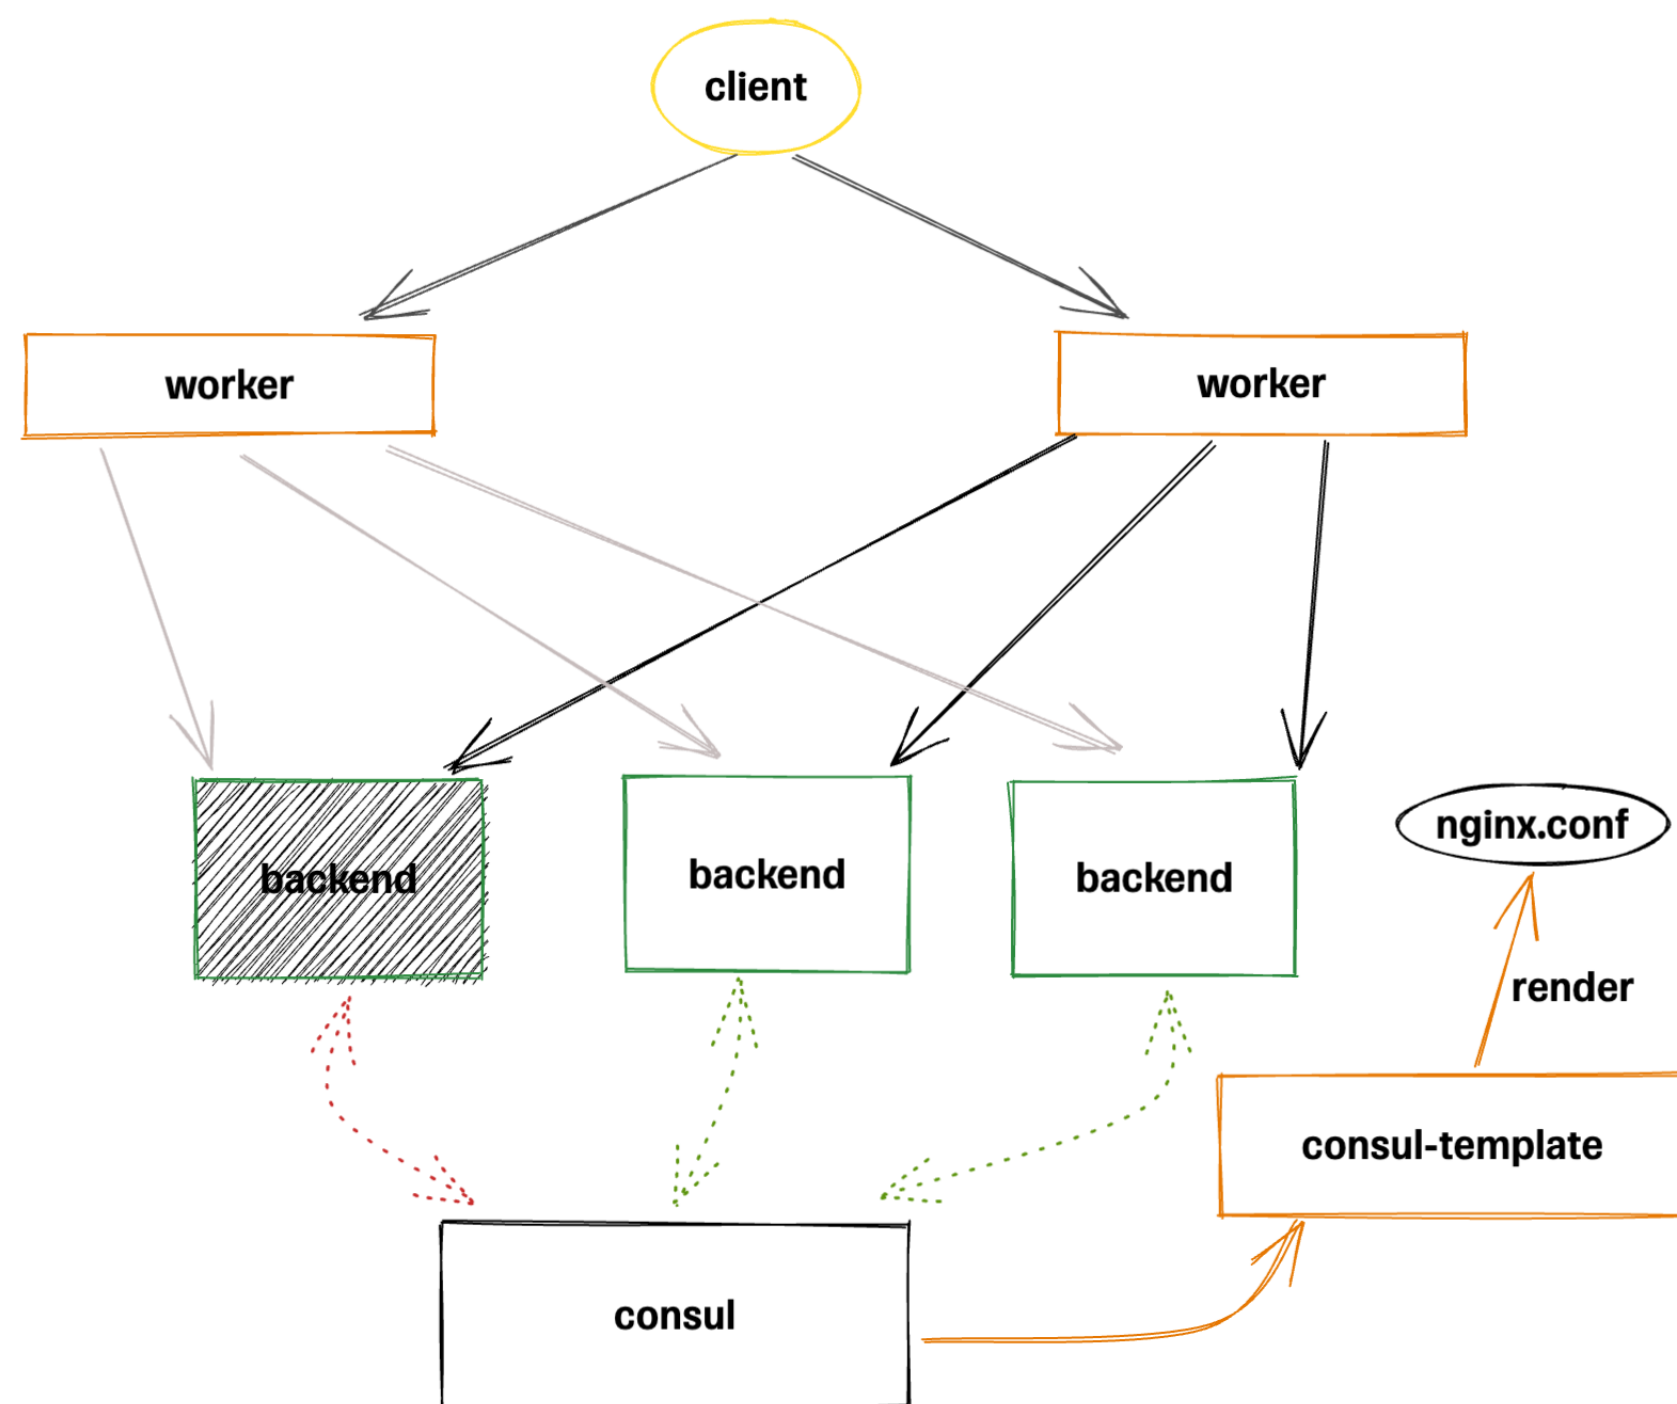 client
worker
worker
backend
backend
backend
nginx.conf
render
consul-template
consul